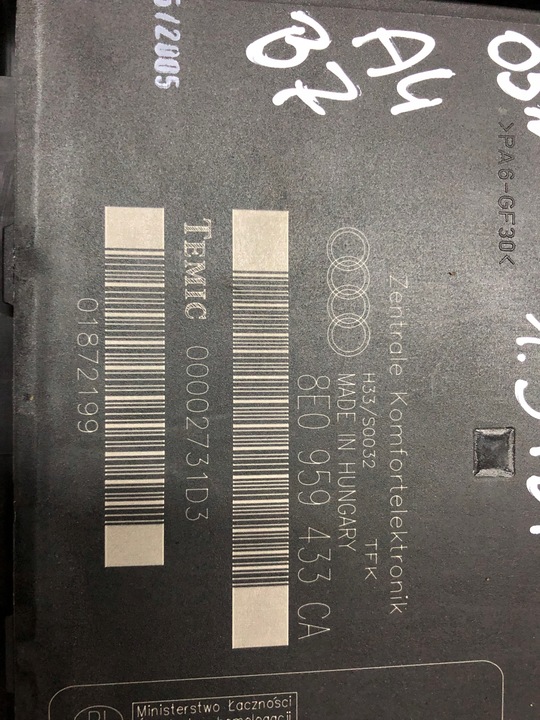 A4
B7
>PA6-GF30<
Zentrale Komfortelektronik
H33/S0032 TFK
MADE IN HUNGARY
8E0 959 433 CA
TEMIC 00002731D3
01872199
/2005
Ministerstwo Łączności